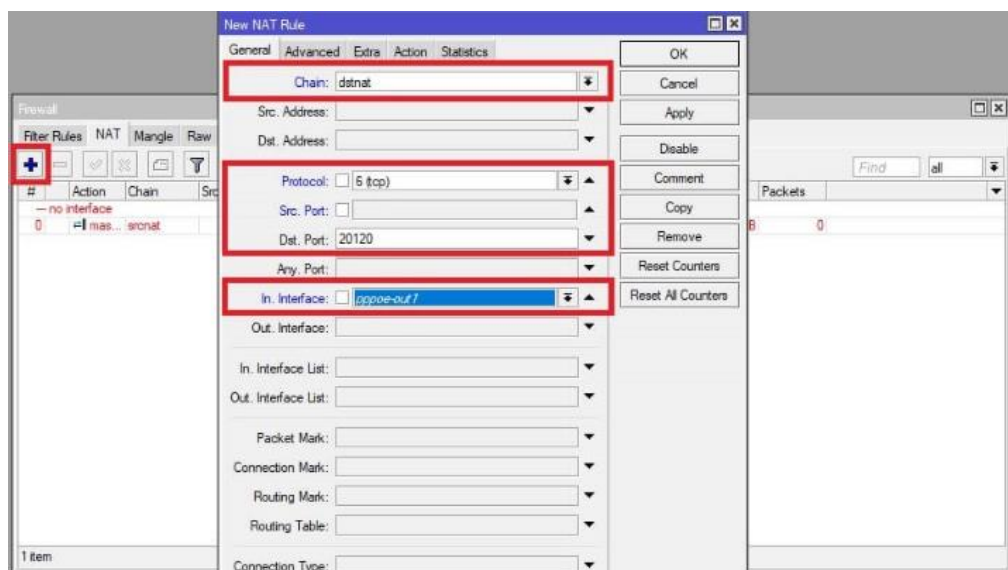 New NAT Rule
General Advanced Extra Action Statistics
Chain: dstnat
Src. Address:
Dst. Address:
Protocol: 6 (tcp)
Src. Port:
Dst. Port: 20120
Any. Port:
In. Interface: pppoe-out1
Out. Interface:
In. Interface List:
Out. Interface List:
Packet Mark:
Connection Mark:
Routing Mark:
Routing Table:
Connection Type:
OK
Cancel
Apply
Disable
Comment
Copy
Remove
Reset Counters
Reset All Counters
Firewall
Filter Rules NAT Mangle Raw
Find all
# Action Chain Src Packets
--- no interface
0 mas... srcnat B 0
1 item